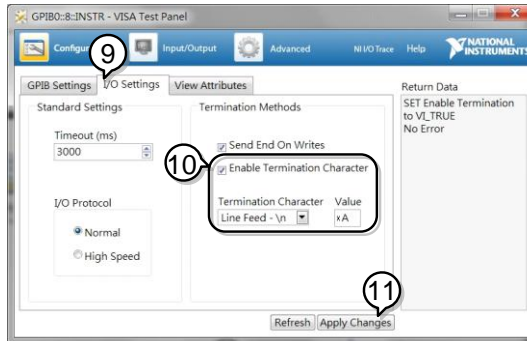 GPIB0::8::INSTR - VISA Test Panel
Configu
9
Input/Output
Advanced
NI I/O Trace
Help
NATIONAL
INSTRUMENTS
GPIB Settings
I/O Settings
View Attributes
Return Data
SET Enable Termination
to VI_TRUE
No Error
Standard Settings
Timeout (ms)
3000
I/O Protocol
Normal
High Speed
Termination Methods
Send End On Writes
10
Enable Termination Character
Termination Character
Value
Line Feed - \n
xA
11
Refresh
Apply Changes